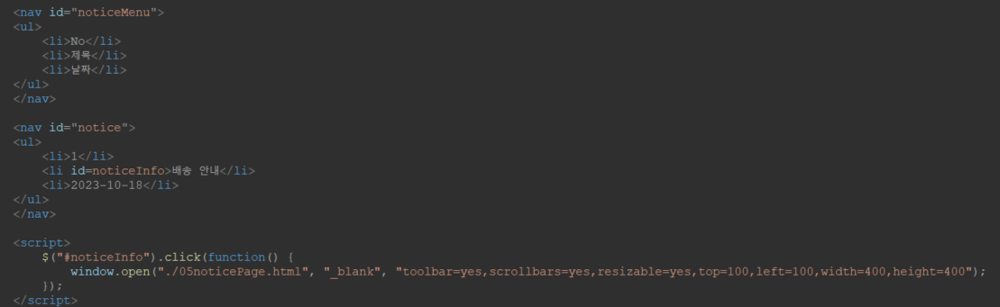 <nav id="noticeMenu">
<ul>
    <li>No</li>
    <li>제목</li>
    <li>날짜</li>
</ul>
</nav>

<nav id="notice">
<ul>
    <li>1</li>
    <li id=noticeInfo>배송 안내</li>
    <li>2023-10-18</li>
</ul>
</nav>

<script>
    $("#noticeInfo").click(function() {
        window.open("./05noticePage.html", "_blank", "toolbar=yes,scrollbars=yes,resizable=yes,top=100,left=100,width=400,height=400");
    });
</script>